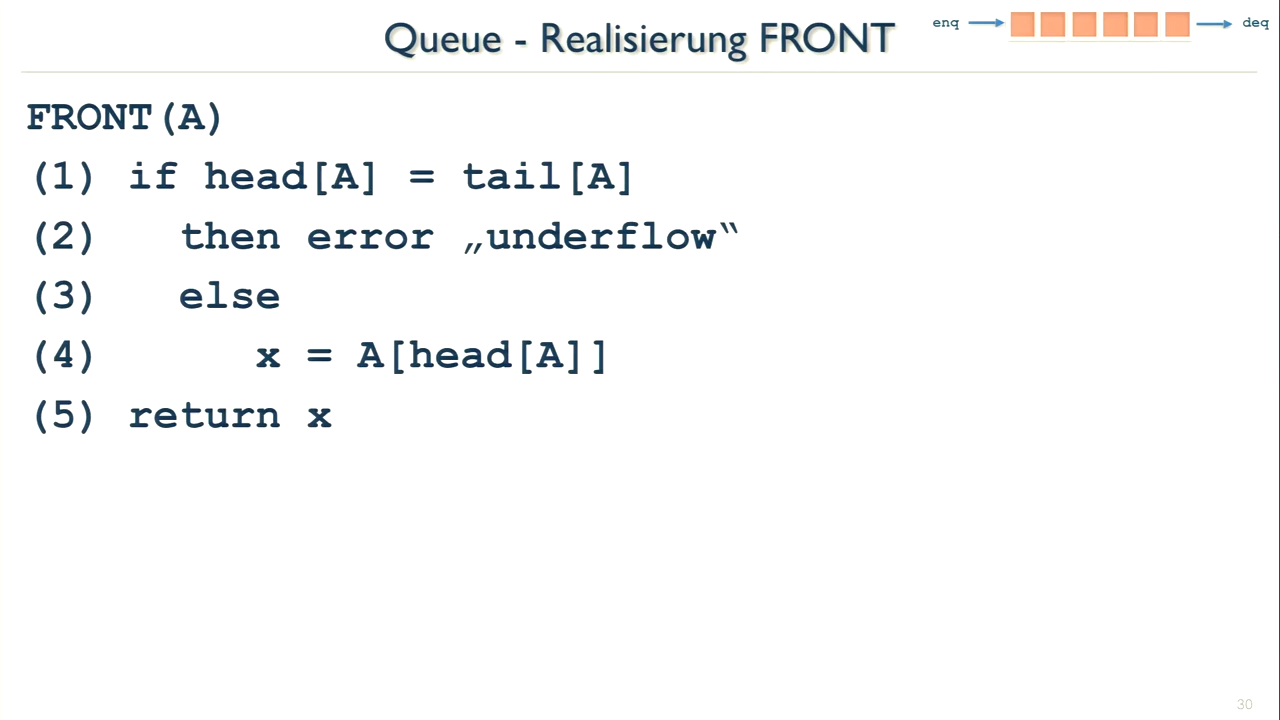 Queue - Realisierung FRONT
enq
deq
FRONT(A)
(1) if head[A] = tail[A]
(2) then error „underflow“
(3) else
(4) x = A[head[A]]
(5) return x
30